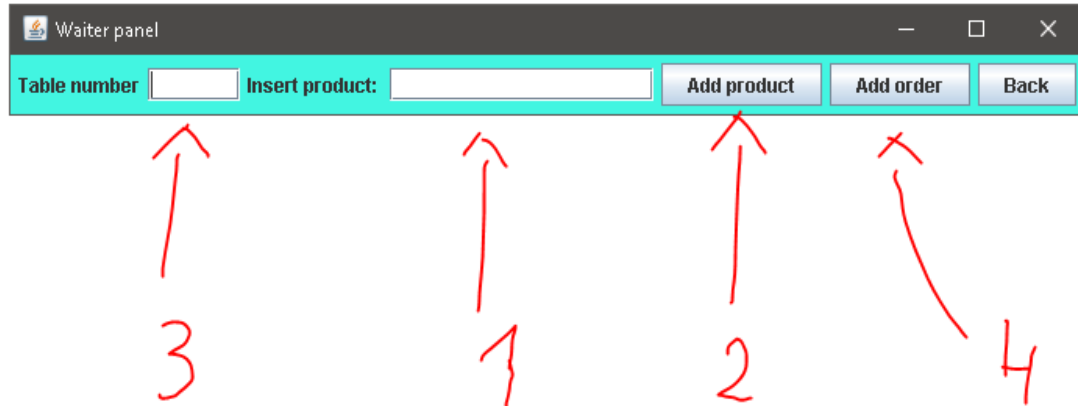 Waiter panel
Table number Insert product: Add product Add order Back
3 1 2 4